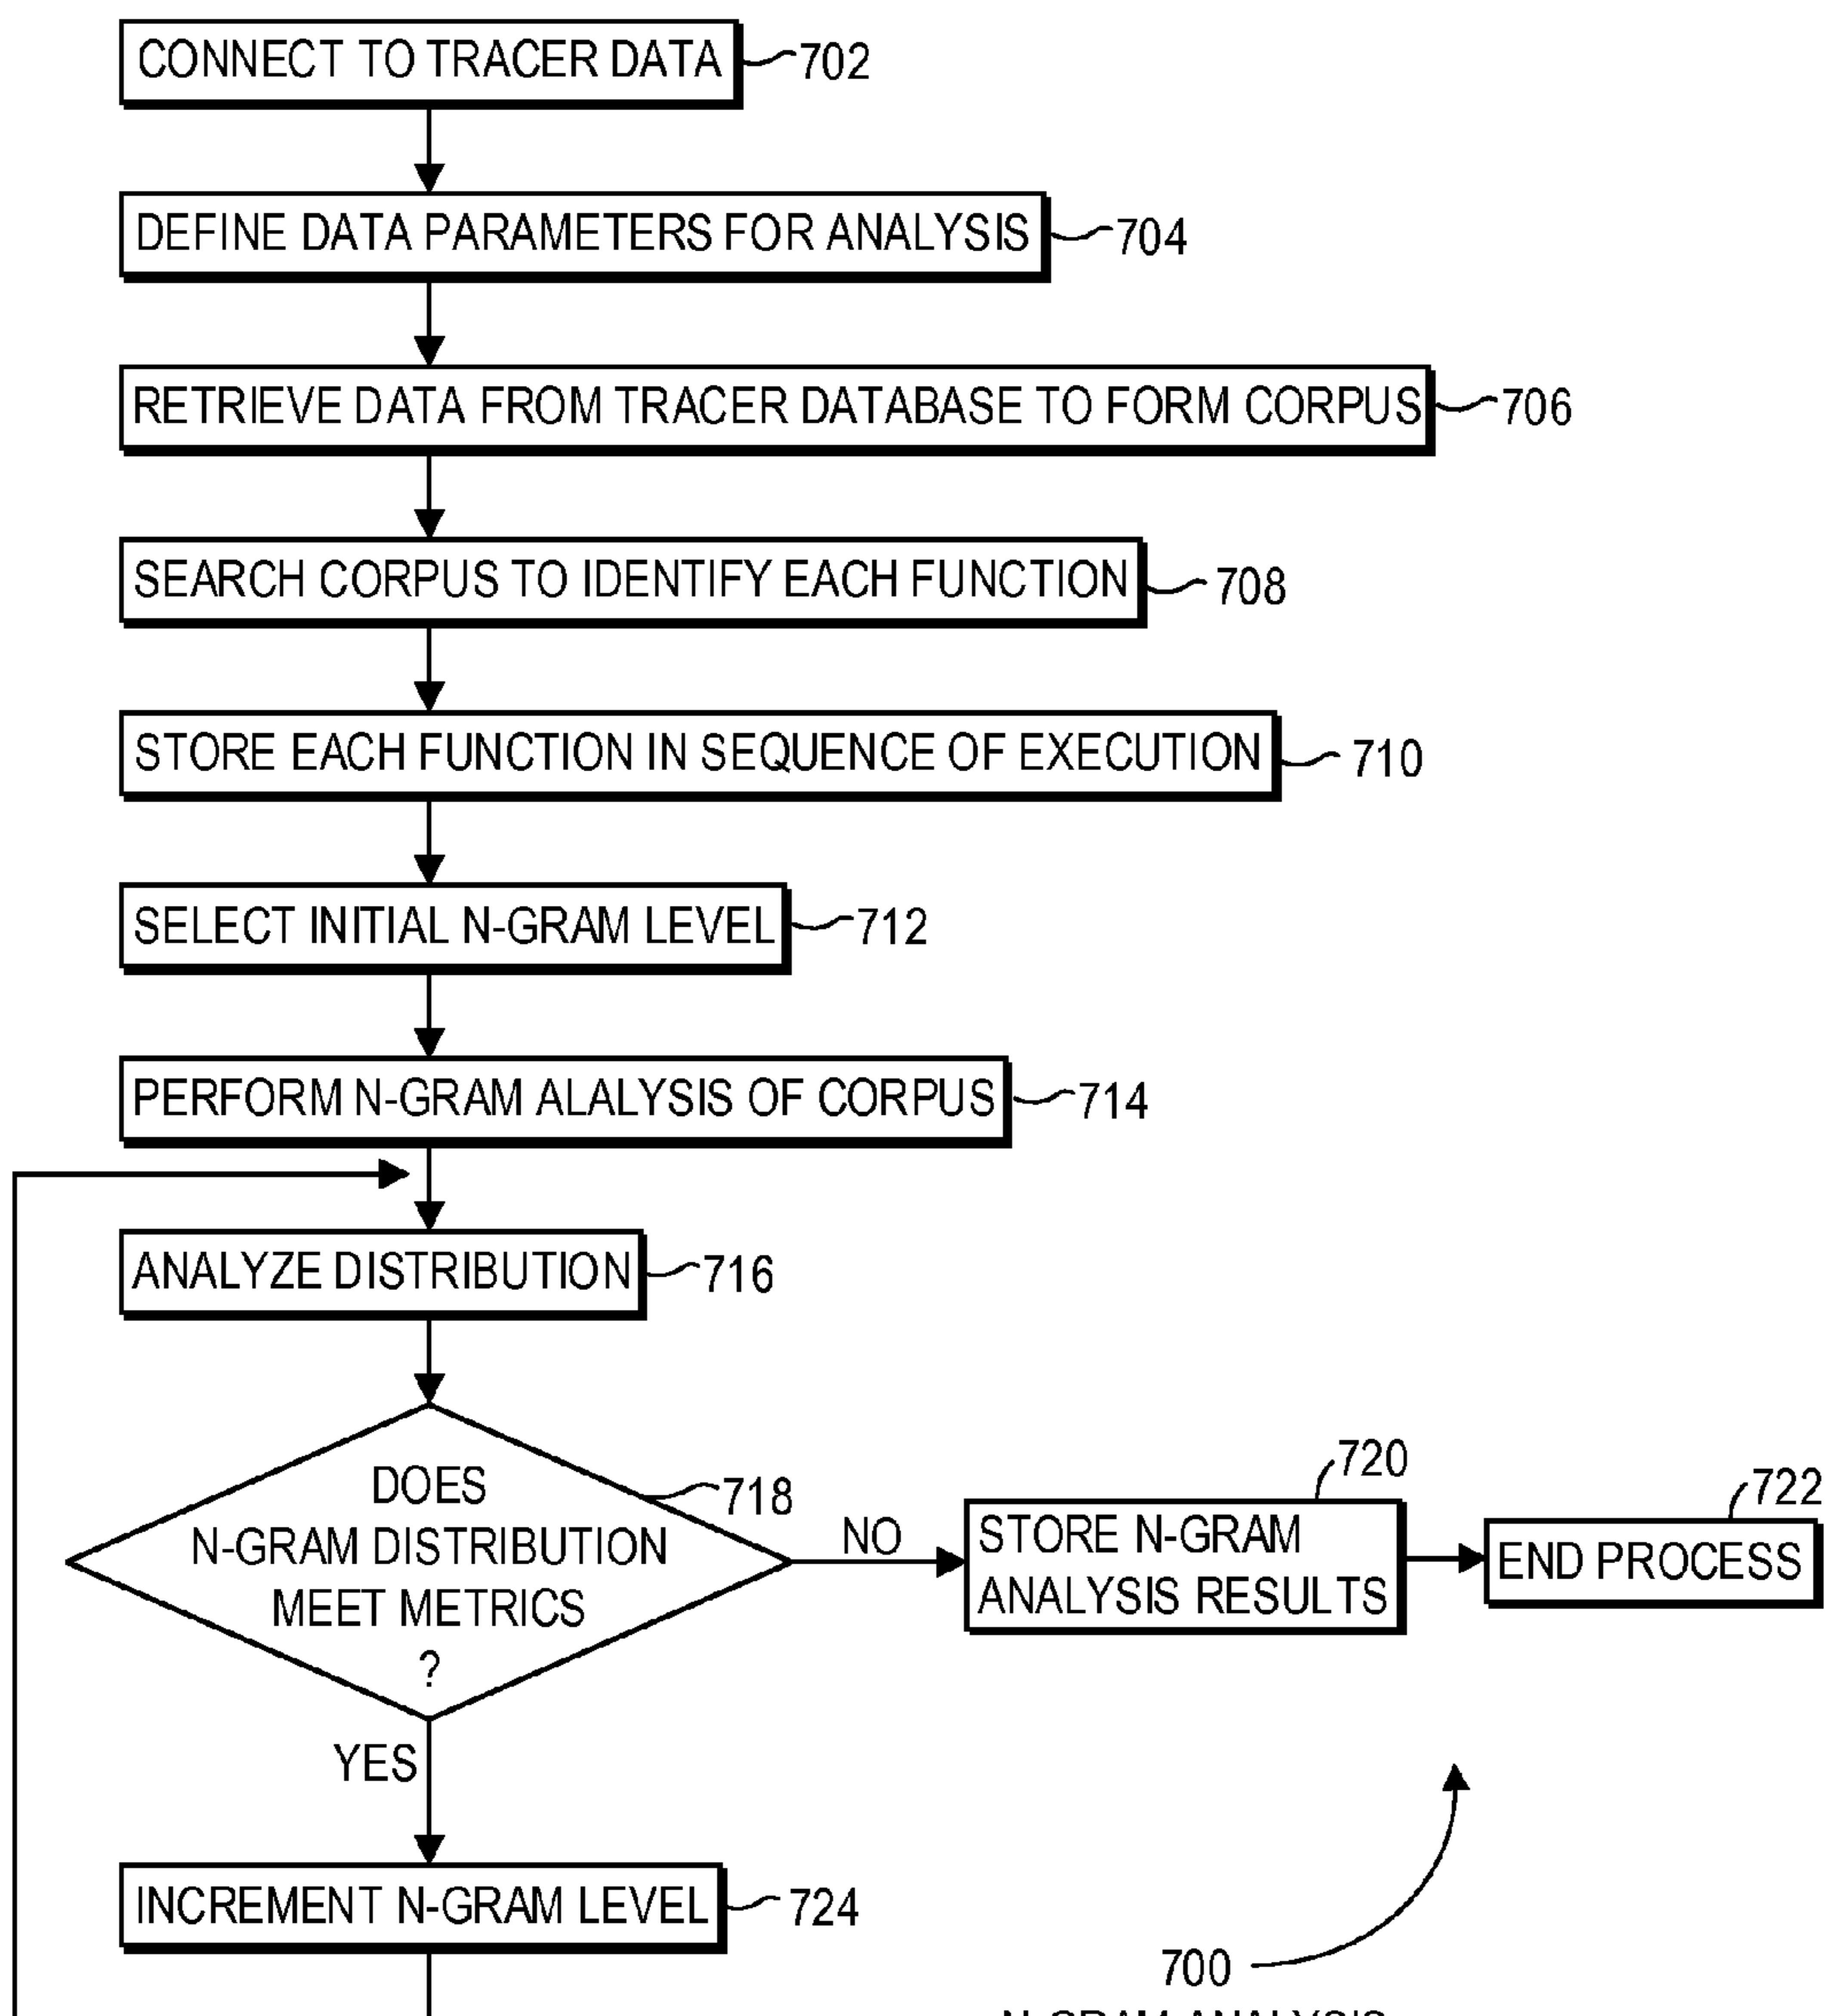 CONNECT TO TRACER DATA
702
DEFINE DATA PARAMETERS FOR ANALYSIS
704
RETRIEVE DATA FROM TRACER DATABASE TO FORM CORPUS
706
SEARCH CORPUS TO IDENTIFY EACH FUNCTION
708
STORE EACH FUNCTION IN SEQUENCE OF EXECUTION
710
SELECT INITIAL N-GRAM LEVEL
712
PERFORM N-GRAM ALALYSIS OF CORPUS
714
ANALYZE DISTRIBUTION
716
DOES
N-GRAM DISTRIBUTION
MEET METRICS
?
718
NO
720
STORE N-GRAM
ANALYSIS RESULTS
722
END PROCESS
YES
INCREMENT N-GRAM LEVEL
724
700
N-GRAM ANALYSIS